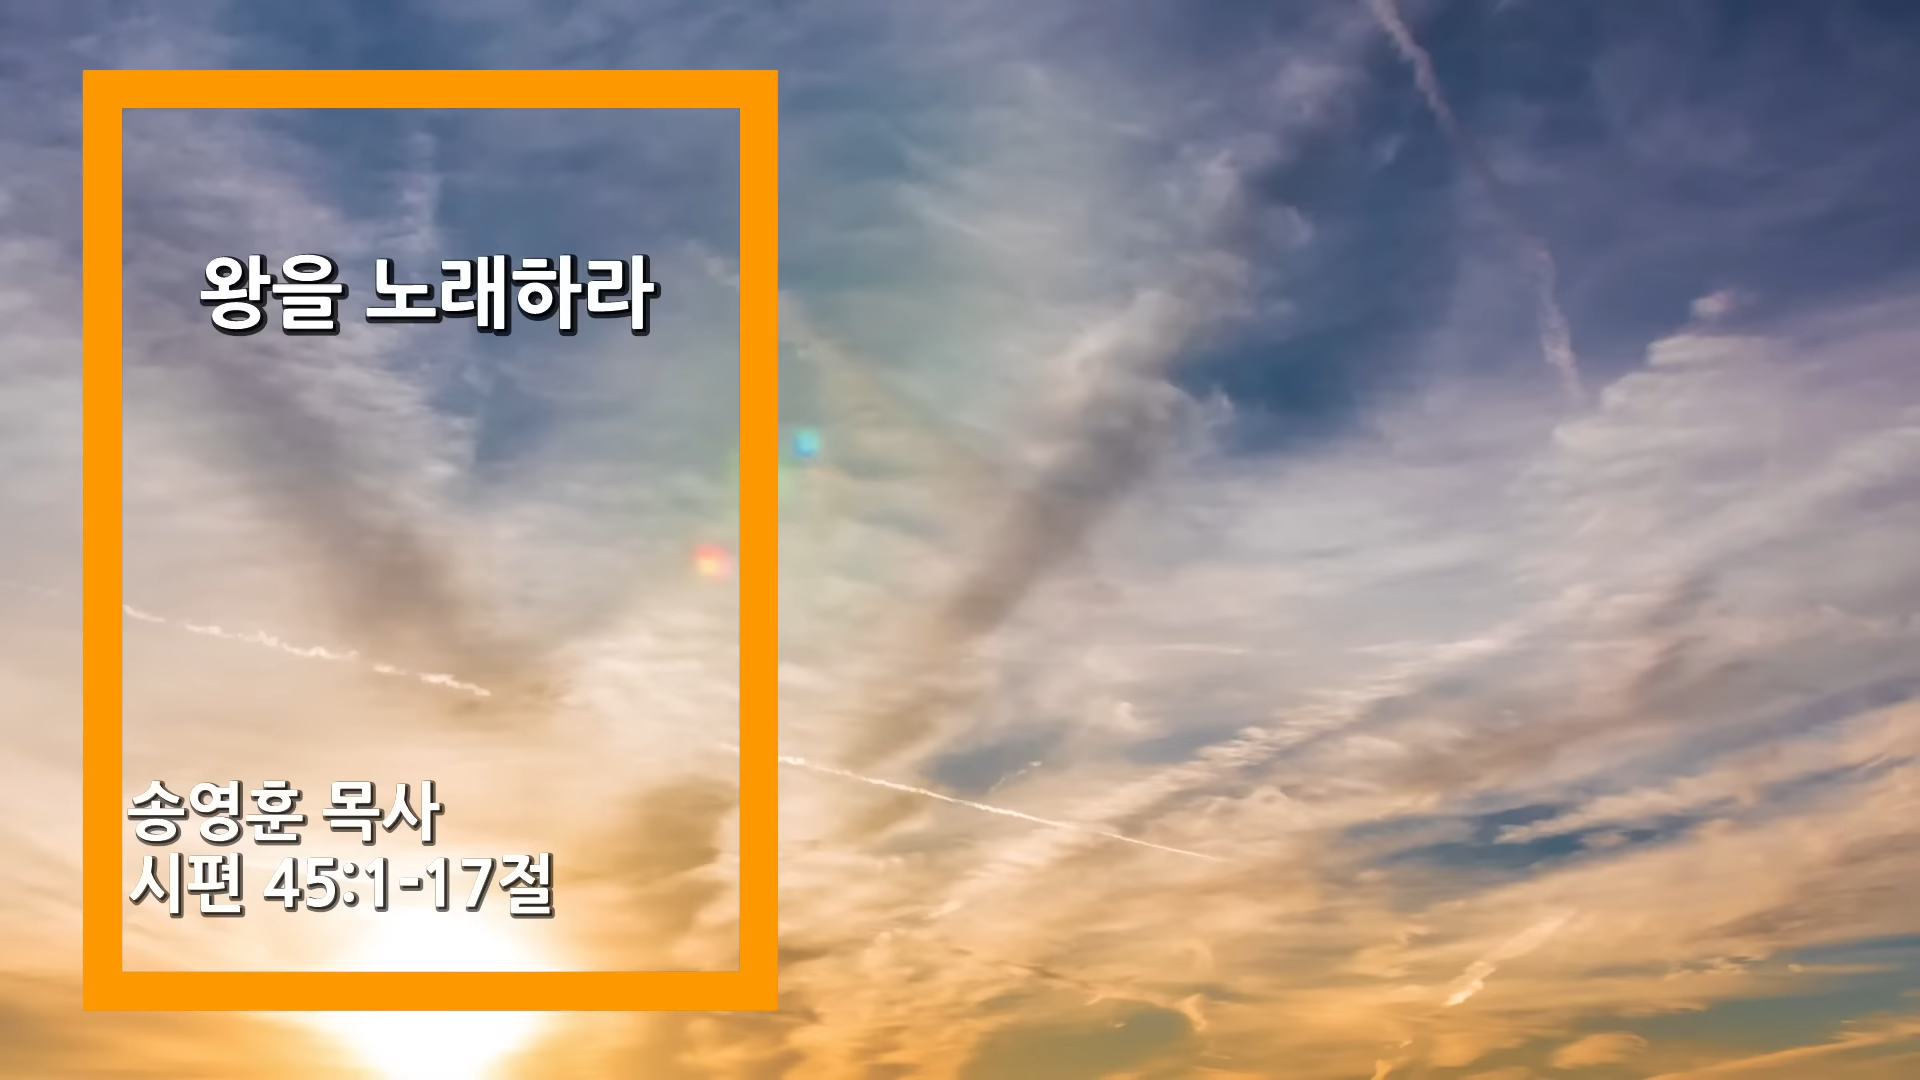 왕을 노래하라
송영훈 목사
시편 45:1-17절